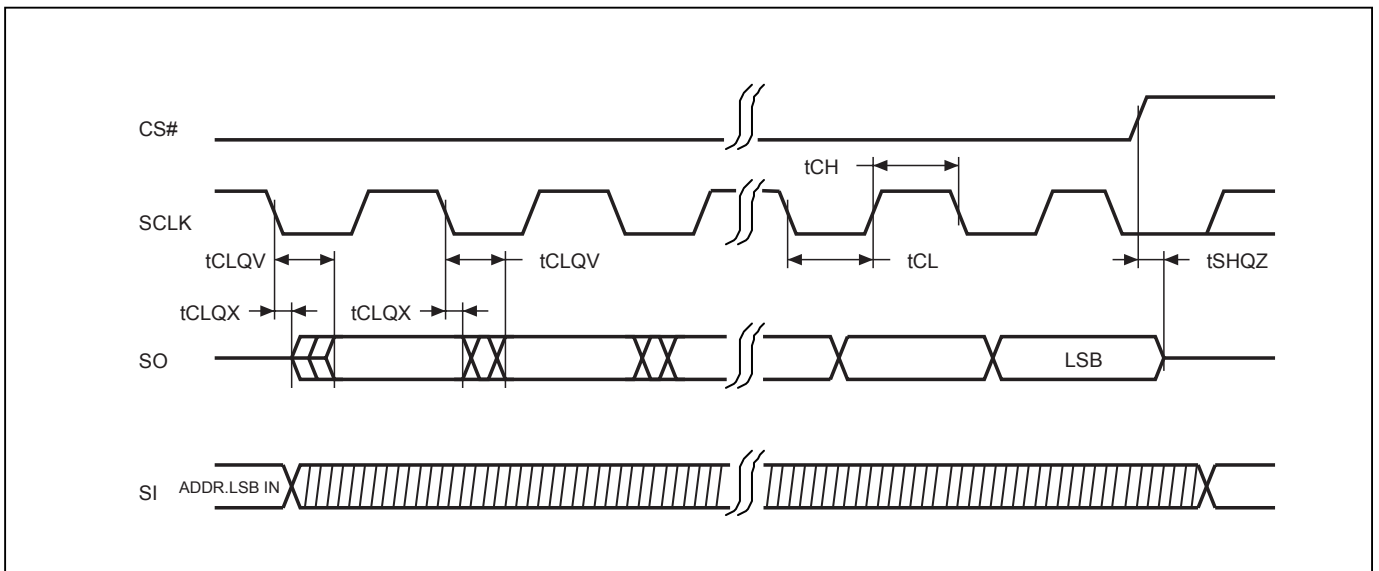 CS#
tCH
SCLK
tCLQV
tCLQV
tCL
tSHQZ
tCLQX
tCLQX
SO
LSB
SI
ADDR.LSB IN